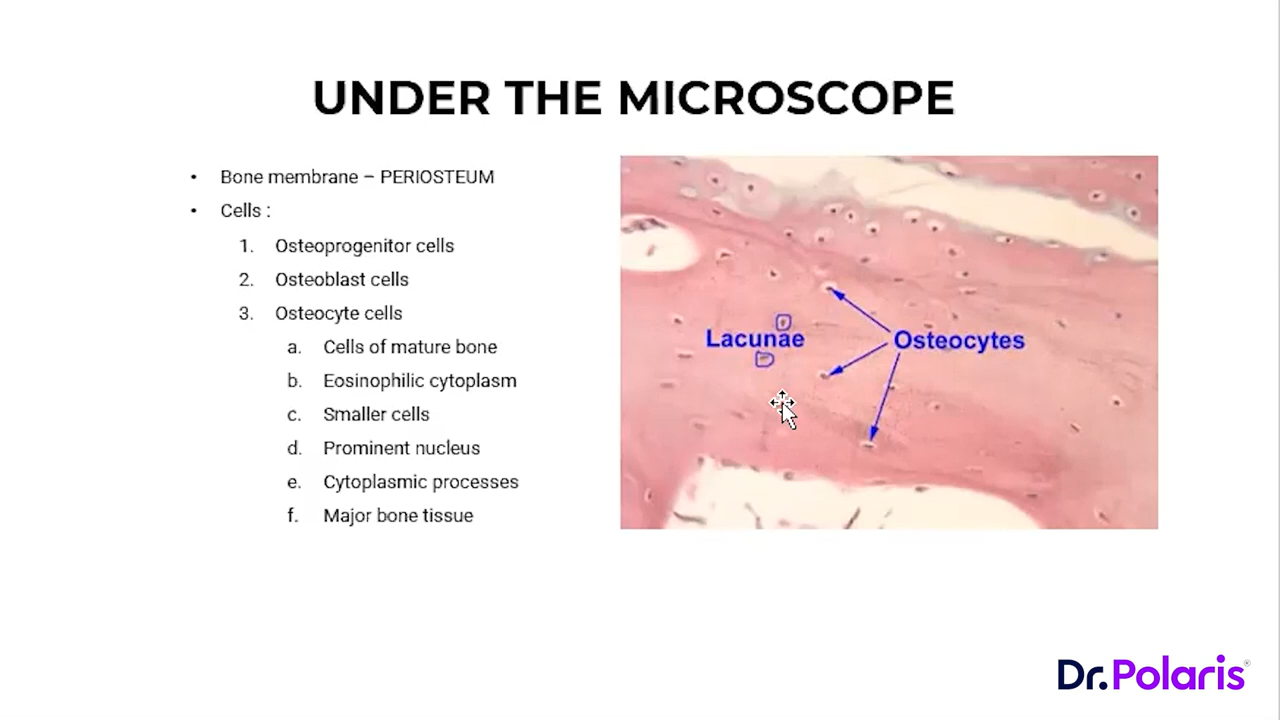 UNDER THE MICROSCOPE
• Bone membrane – PERIOSTEUM
• Cells :
1. Osteoprogenitor cells
2. Osteoblast cells
3. Osteocyte cells
a. Cells of mature bone
b. Eosinophilic cytoplasm
c. Smaller cells
d. Prominent nucleus
e. Cytoplasmic processes
f. Major bone tissue
Lacunae
Osteocytes
Dr.Polaris®